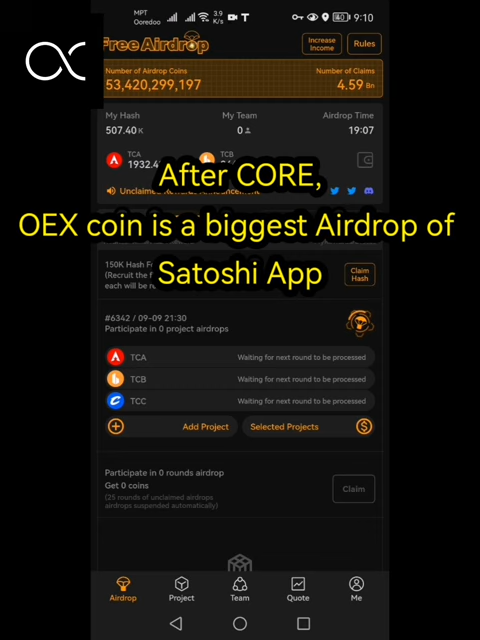 MPT
Ooredoo
3.9
K/s
9:10
Free Airdrop
Increase
Income
Rules
Number of Airdrop Coins
Number of Claims
53,420,299,197
4.59 Bn
My Hash
My Team
Airdrop Time
507.40 K
0
19:07
TCA
TCB
1932.4
After CORE,
Unclaimed
OEX coin is a biggest Airdrop of
150K Hash F
(Recruit the f
each will be re
Satoshi App
Claim
Hash
#6342 / 09-09 21:30
Participate in 0 project airdrops
TCA
Waiting for next round to be processed
TCB
Waiting for next round to be processed
TCC
Waiting for next round to be processed
Add Project
Selected Projects
Participate in 0 rounds airdrop
Get 0 coins
(25 rounds of unclaimed airdrops
airdrops suspended automatically)
Claim
Airdrop
Project
Team
Quote
Me